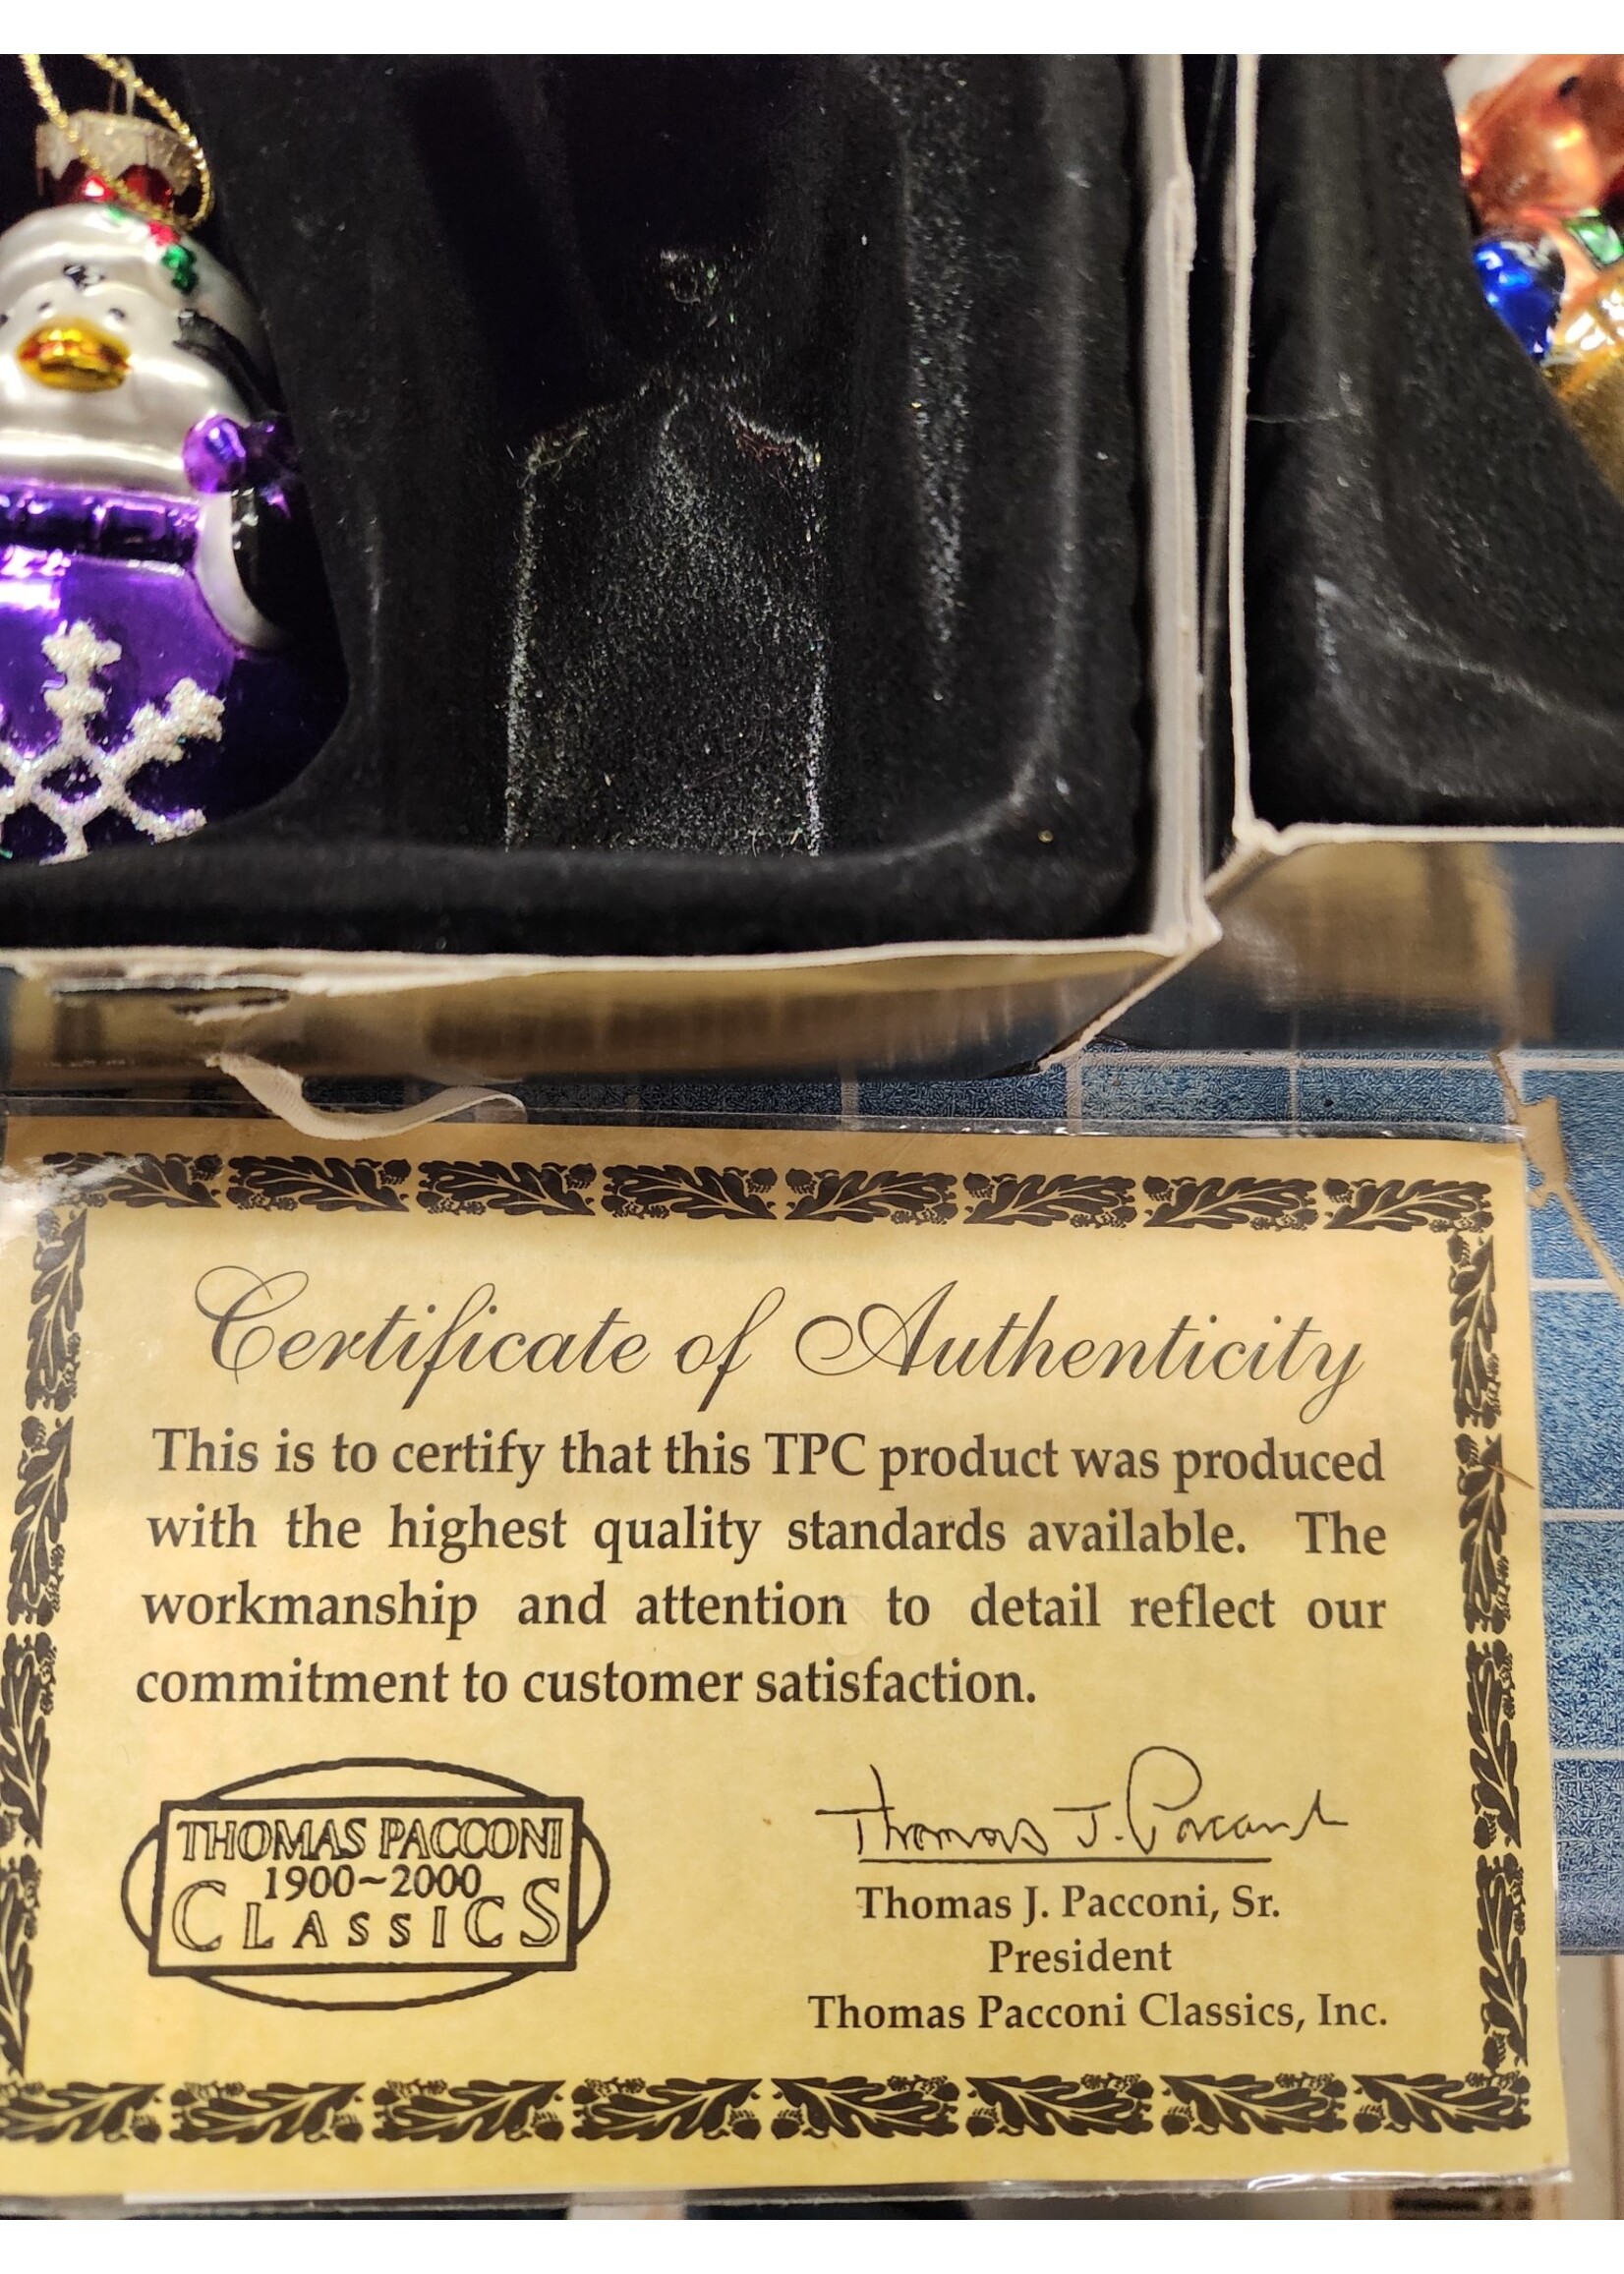 Certificate of Authenticity
This is to certify that this TPC product was produced
with the highest quality standards available. The
workmanship and attention to detail reflect our
commitment to customer satisfaction.
THOMAS PACCONI
1900~2000
CLASSICS
Thomas J. Pacconi
Thomas J. Pacconi, Sr.
President
Thomas Pacconi Classics, Inc.